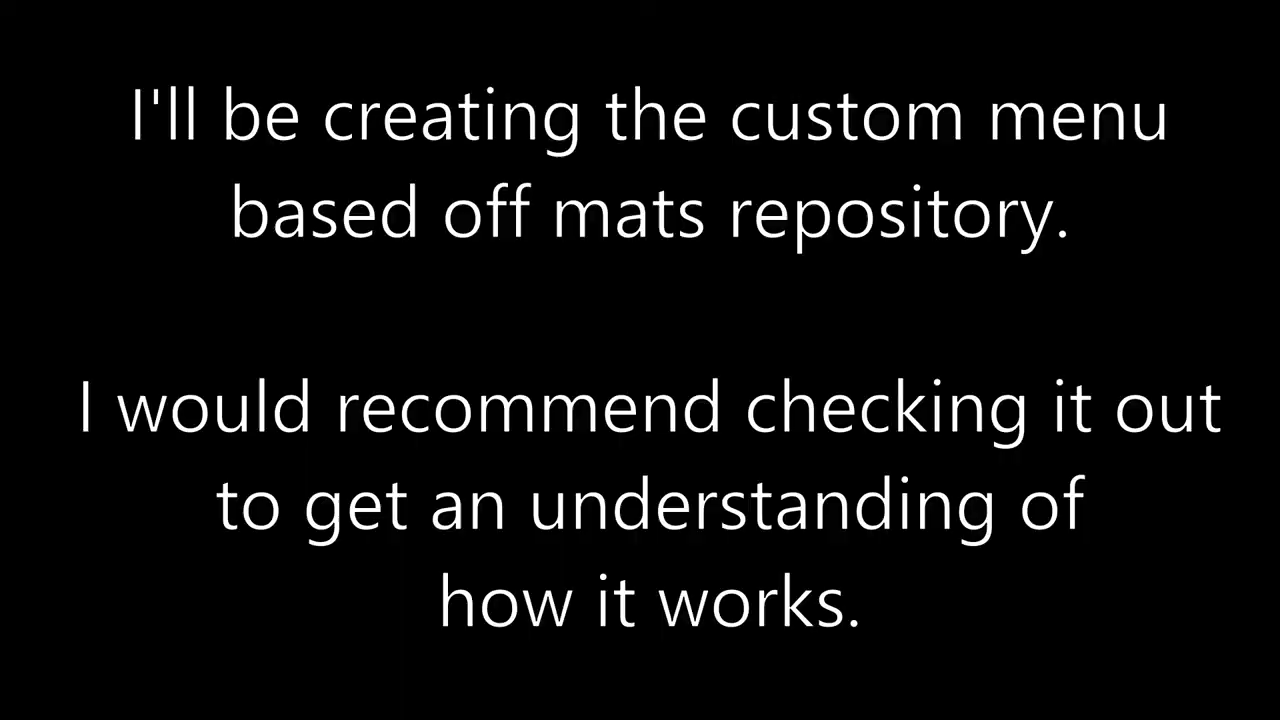 I'll be creating the custom menu
based off mats repository.
I would recommend checking it out
to get an understanding of
how it works.